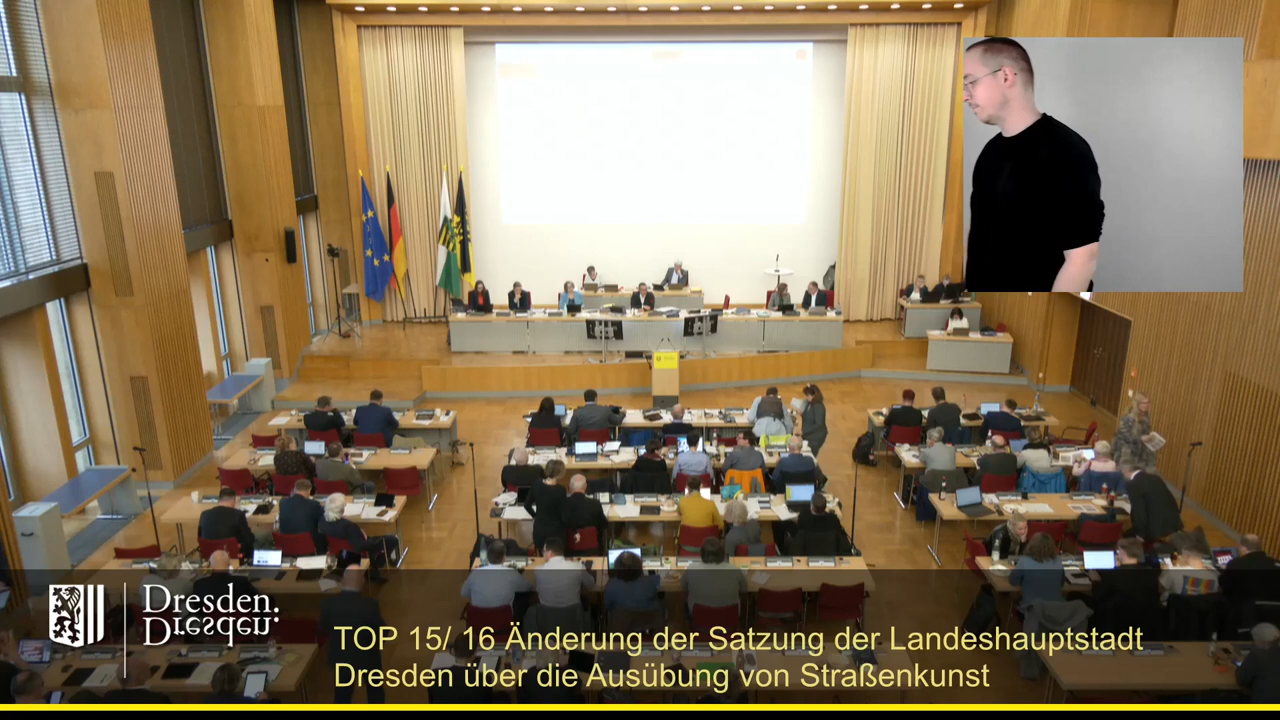 Dresden.
Dresden.
TOP 15/ 16 Änderung der Satzung der Landeshauptstadt
Dresden über die Ausübung von Straßenkunst